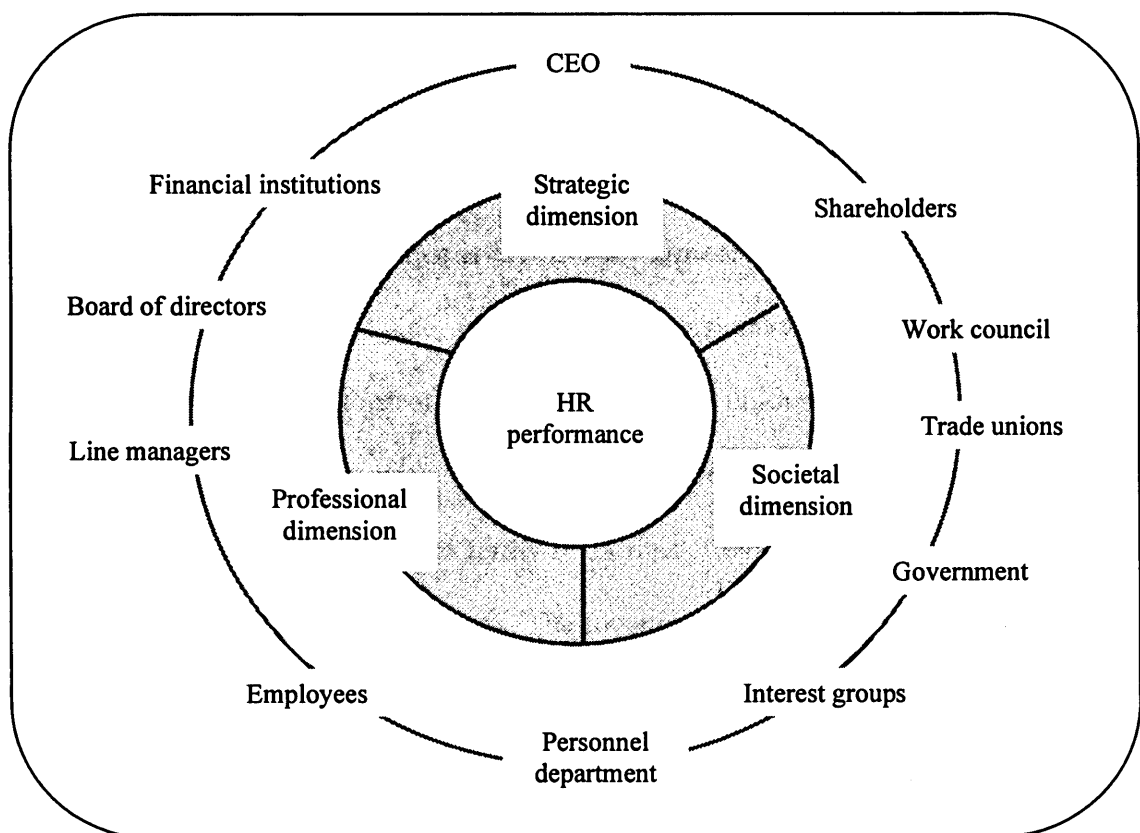 CEO
Financial institutions
Strategic
dimension
Shareholders
Board of directors
Work council
HR
performance
Trade unions
Line managers
Societal
dimension
Professional
dimension
Government
Employees
Interest groups
Personnel
department